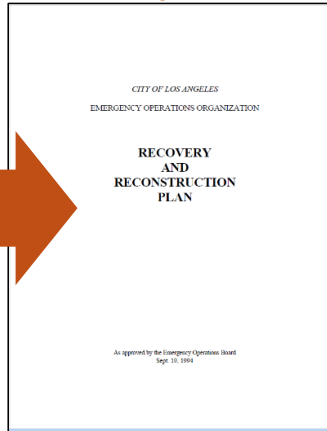 CITY OF LOS ANGELES
EMERGENCY OPERATIONS ORGANIZATION
RECOVERY
AND
RECONSTRUCTION
PLAN
As approved by the Emergency Operations Board
Sept. 19, 1994